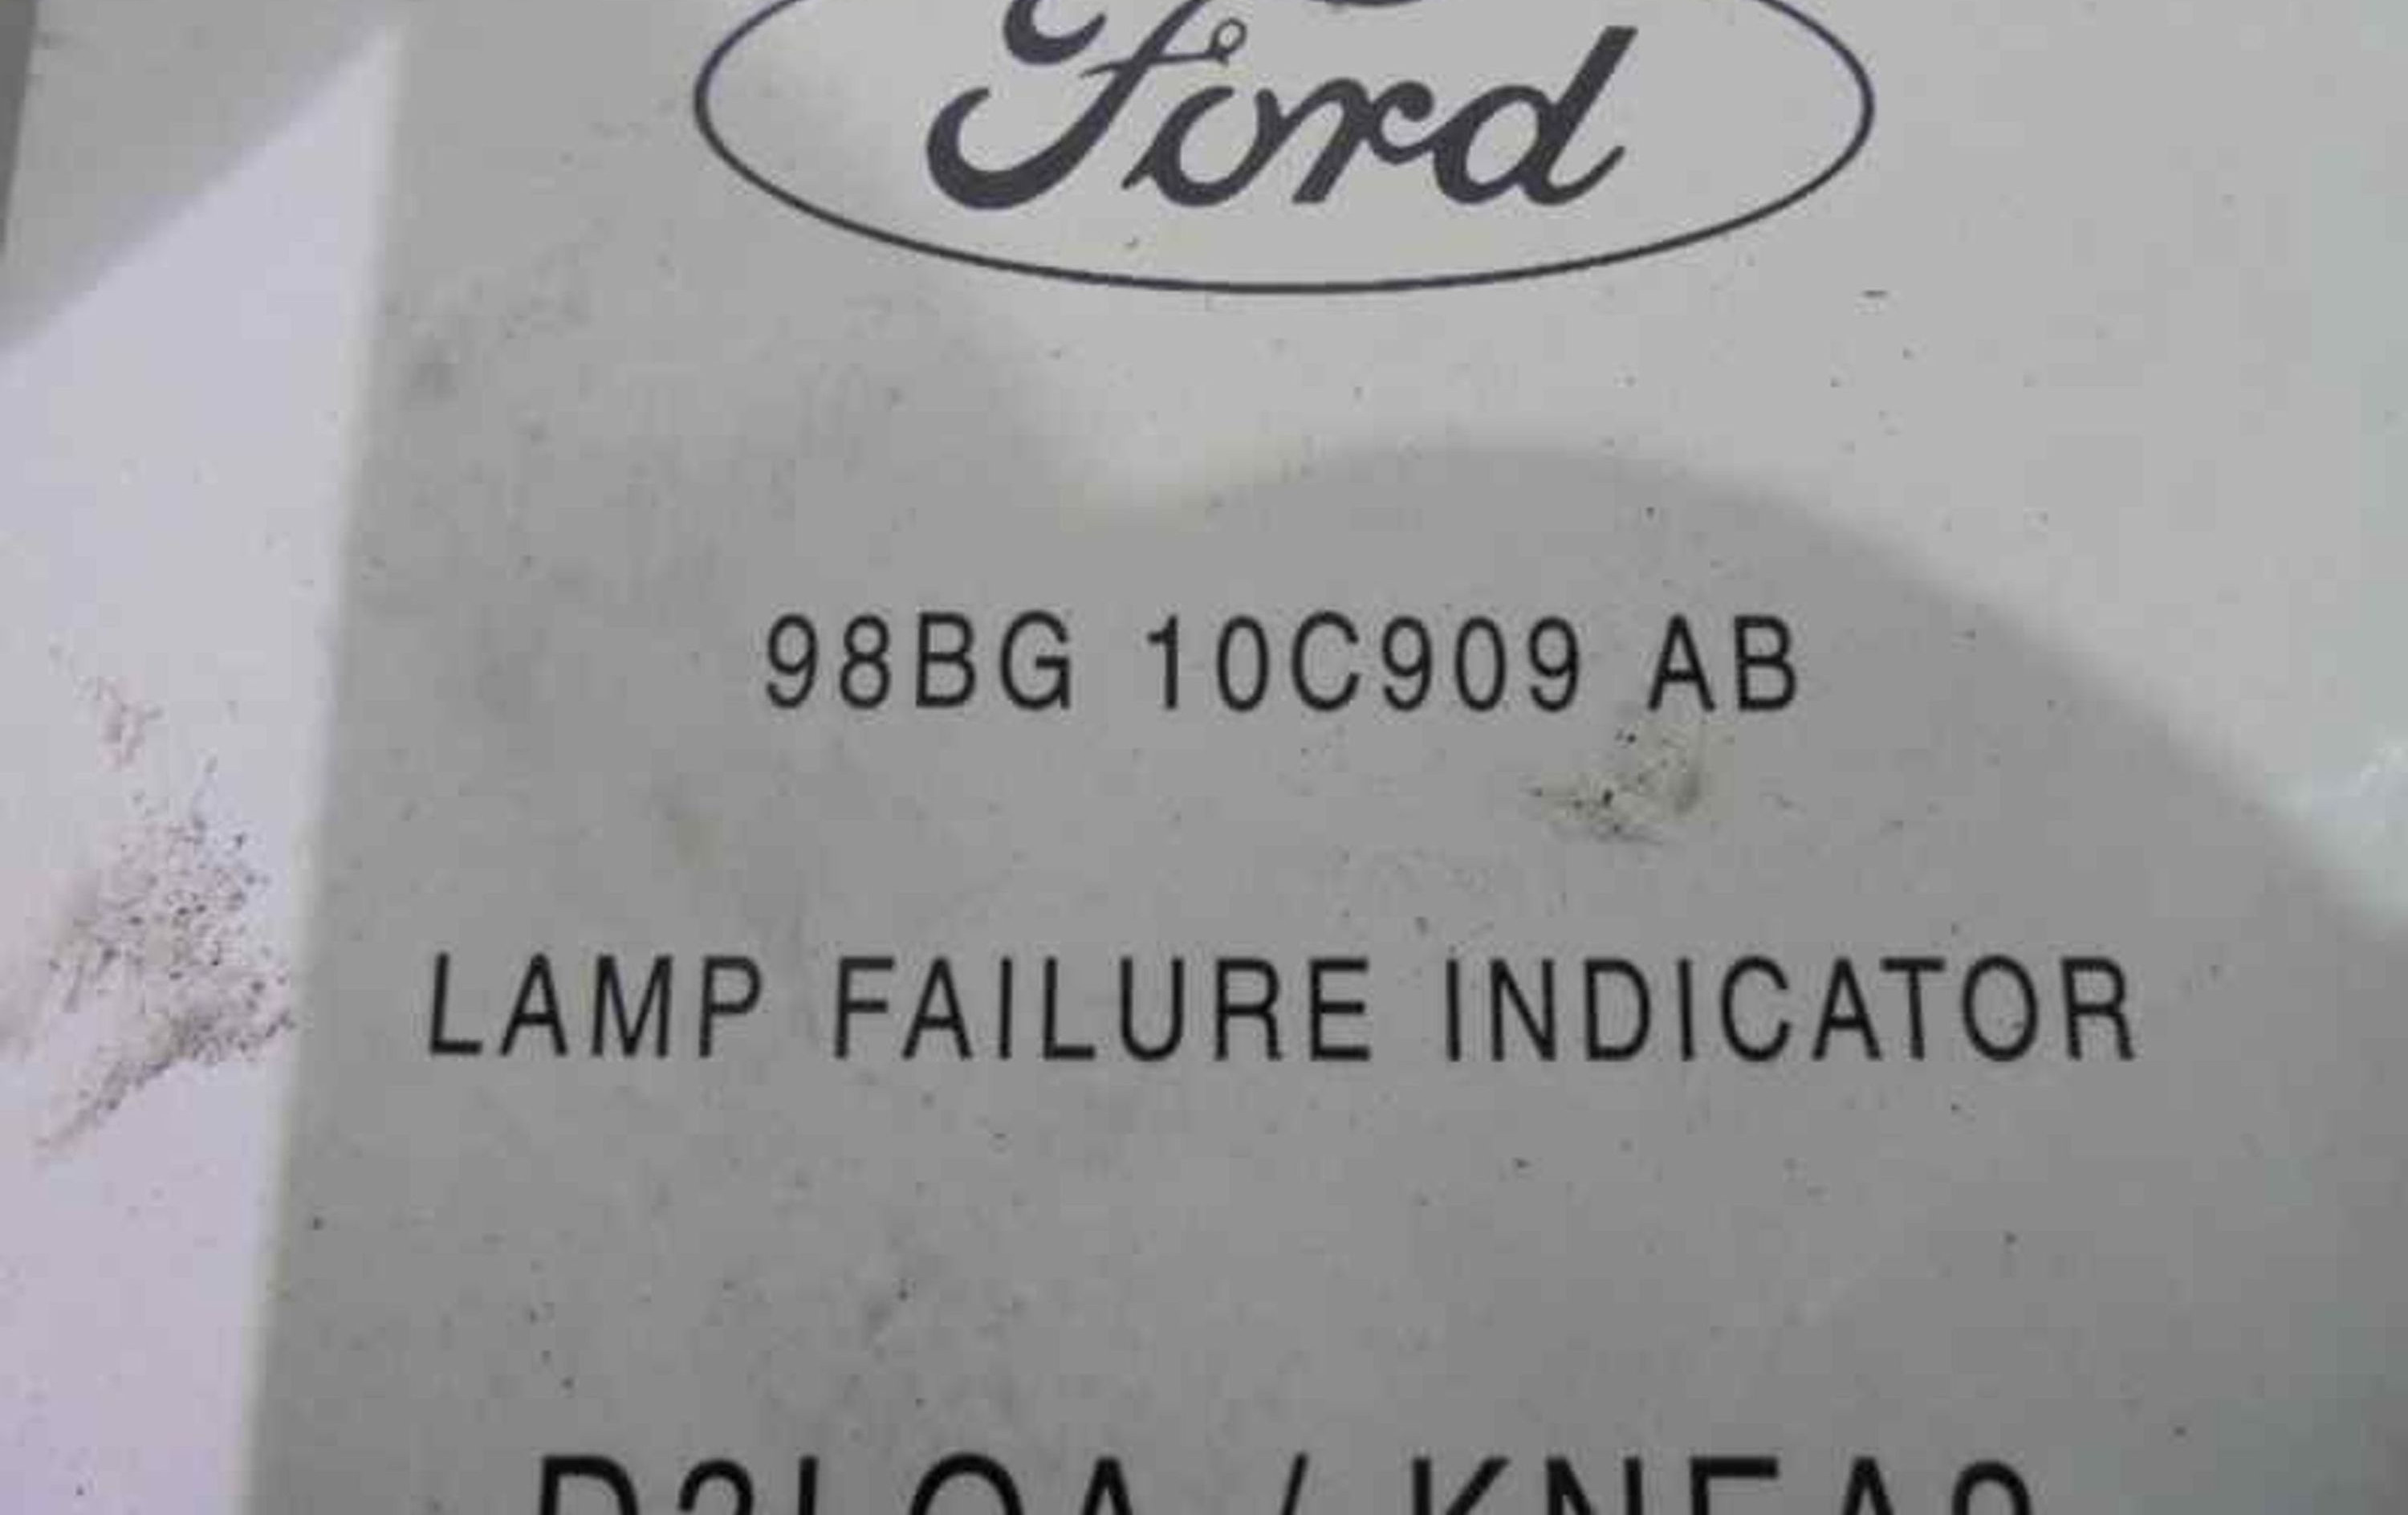 Ford
98BG 10C909 AB
LAMP FAILURE INDICATOR